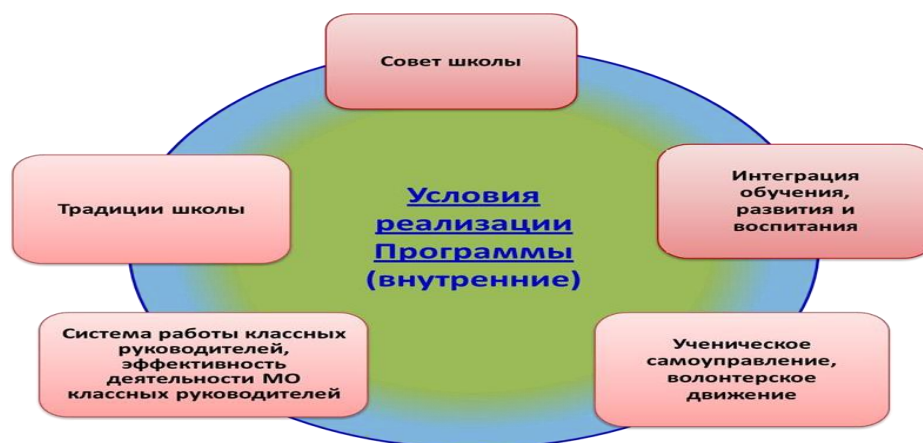 Совет школы
Традиции школы
Условия
реализации
Программы
(внутренние)
Интеграция
обучения,
развития и
воспитания
Система работы классных
руководителей,
эффективность
деятельности МО
классных руководителей
Ученическое
самоуправление,
волонтерское
движение